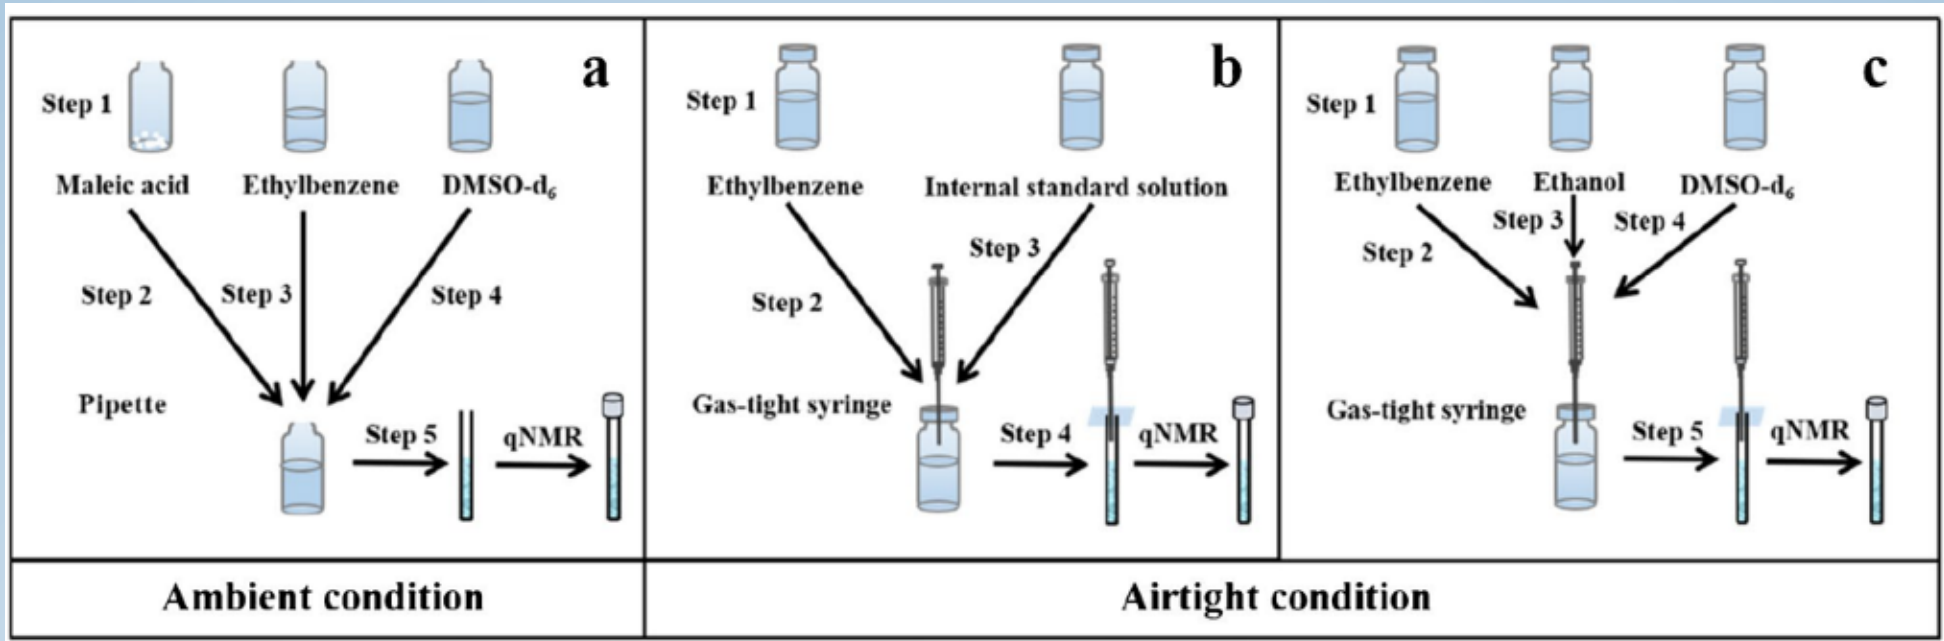 a
Step 1
Maleic acid
Ethylbenzene
DMSO-d₆
Step 2
Step 3
Step 4
Pipette
Step 5
qNMR
Ambient condition
b
Step 1
Ethylbenzene
Internal standard solution
Step 3
Step 2
Gas-tight syringe
Step 4
qNMR
c
Step 1
Ethylbenzene
Ethanol
DMSO-d₆
Step 3
Step 4
Step 2
Gas-tight syringe
Step 5
qNMR
Airtight condition